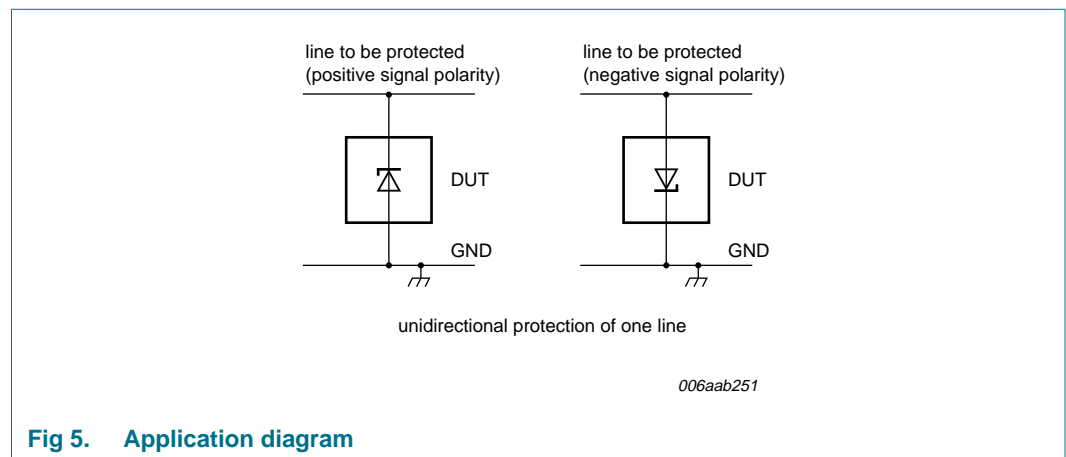 line to be protected
(positive signal polarity)
line to be protected
(negative signal polarity)
DUT
DUT
GND
GND
unidirectional protection of one line
006aab251
Fig 5. Application diagram